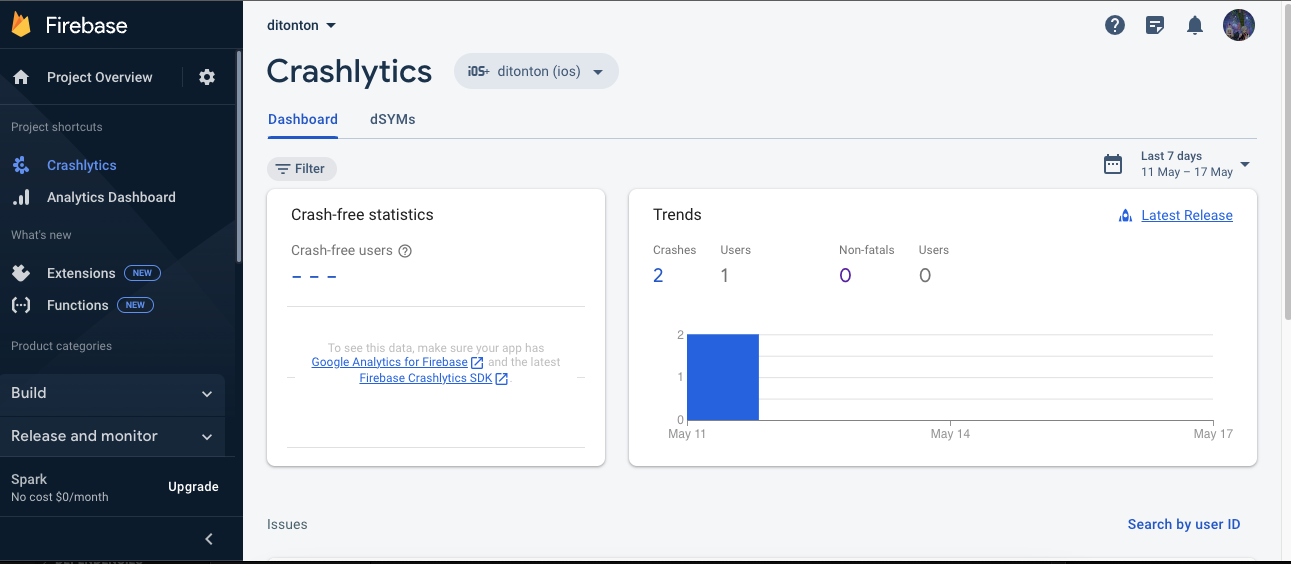 Firebase
Project Overview
Project shortcuts
Crashlytics
Analytics Dashboard
What's new
Extensions NEW
Functions NEW
Product categories
Build
Release and monitor
Spark
No cost $0/month
Upgrade
ditonton
Crashlytics
iOS+ ditonton (ios)
Dashboard dSYMs
Filter
Last 7 days
11 May – 17 May
Crash-free statistics
Crash-free users
– – –
To see this data, make sure your app has
Google Analytics for Firebase and the latest
Firebase Crashlytics SDK
Trends
Latest Release
Crashes Users Non-fatals Users
2 1 0 0
2
1
0
May 11 May 14 May 17
Issues
Search by user ID